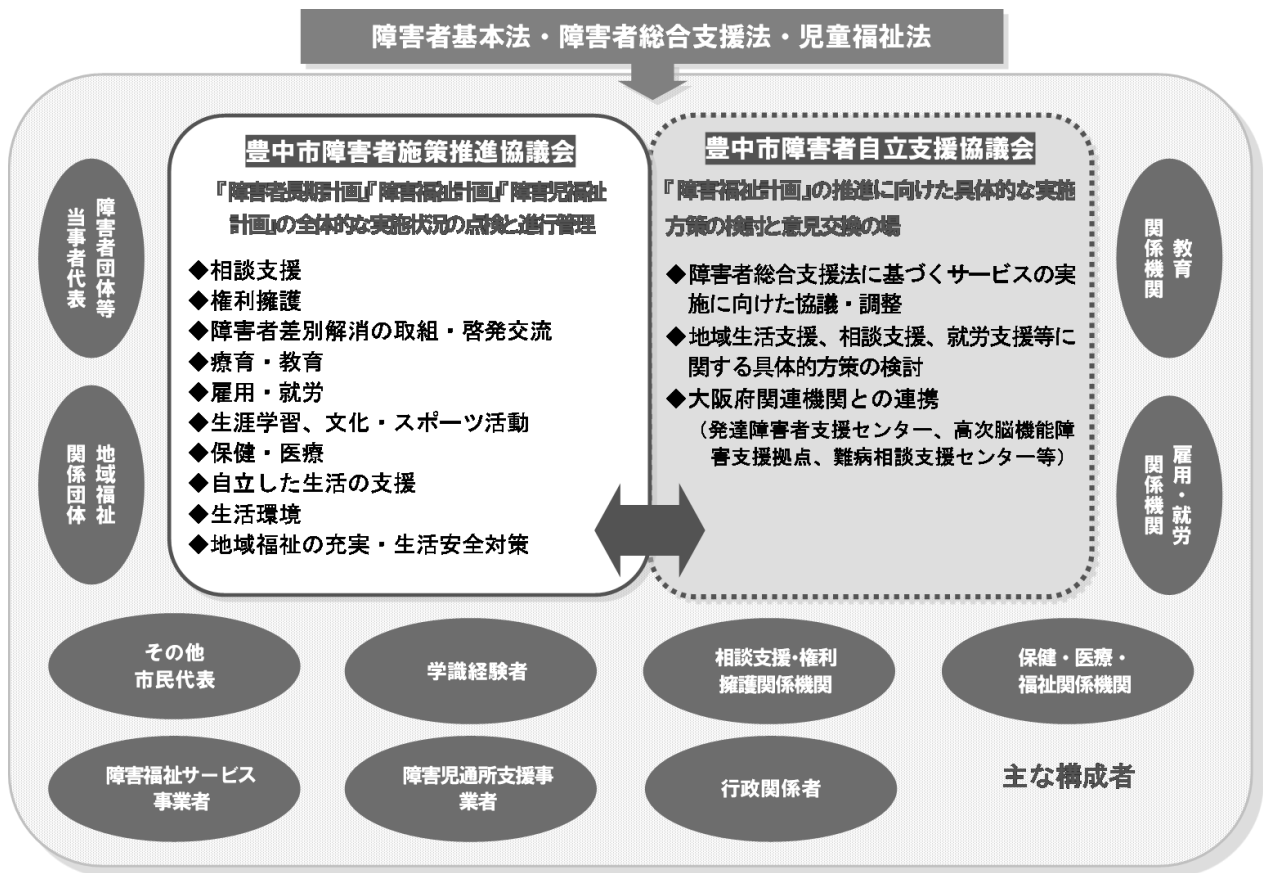 障害者基本法・障害者総合支援法・児童福祉法
豊中市障害者施策推進協議会
『障害者長期計画』『障害福祉計画』『障害児福祉
計画』の全体的な実施状況の点検と進行管理
◆相談支援
◆権利擁護
◆障害者差別解消の取組・啓発交流
◆療育・教育
◆雇用・就労
◆生涯学習、文化・スポーツ活動
◆保健・医療
◆自立した生活の支援
◆生活環境
◆地域福祉の充実・生活安全対策
豊中市障害者自立支援協議会
『障害福祉計画』の推進に向けた具体的な実施
方策の検討と意見交換の場
◆障害者総合支援法に基づくサービスの実
施に向けた協議・調整
◆地域生活支援、相談支援、就労支援等に
関する具体的方策の検討
◆大阪府関連機関との連携
（発達障害者支援センター、高次脳機能障
害支援拠点、難病相談支援センター等）
障害者団体等
当事者代表
地域福祉
関係団体
教育
関係機関
雇用・就労
関係機関
その他
市民代表
学識経験者
相談支援・権利
擁護関係機関
保健・医療・
福祉関係機関
障害福祉サービス
事業者
障害児通所支援事
業者
行政関係者
主な構成者